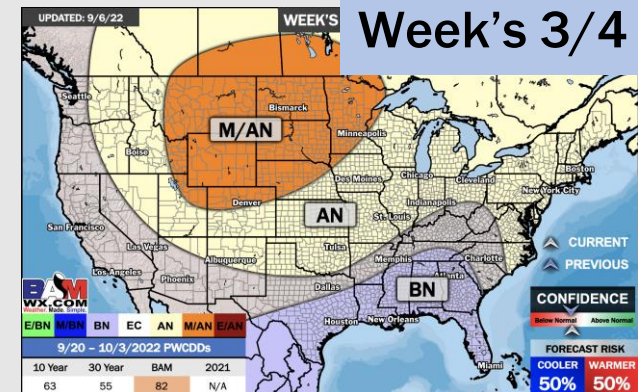 UPDATED: 9/6/22
WEEK'S
Week's 3/4
Seattle
Bismarck
M/AN
Minneapolis
Boise
Boston
Des Moines
Chicago
Cleveland
New York City
Denver
Indianapolis
AN
St. Louis
San Francisco
CURRENT
Las Vegas
Tulsa
PREVIOUS
Albuquerque
Memphis
Charlotte
Los Angeles
Phoenix
Atlanta
Dallas
BN
BAM
WX.COM
Weather. Made. Simple.
CONFIDENCE
Below Normal Above Normal
Houston
New Orleans
E/BN M/BN BN EC AN M/AN E/AN
FORECAST RISK
9/20 – 10/3/2022 PWCDDs
COOLER WARMER
Miami
10 Year 30 Year BAM 2021
50% 50%
63 55 82 N/A